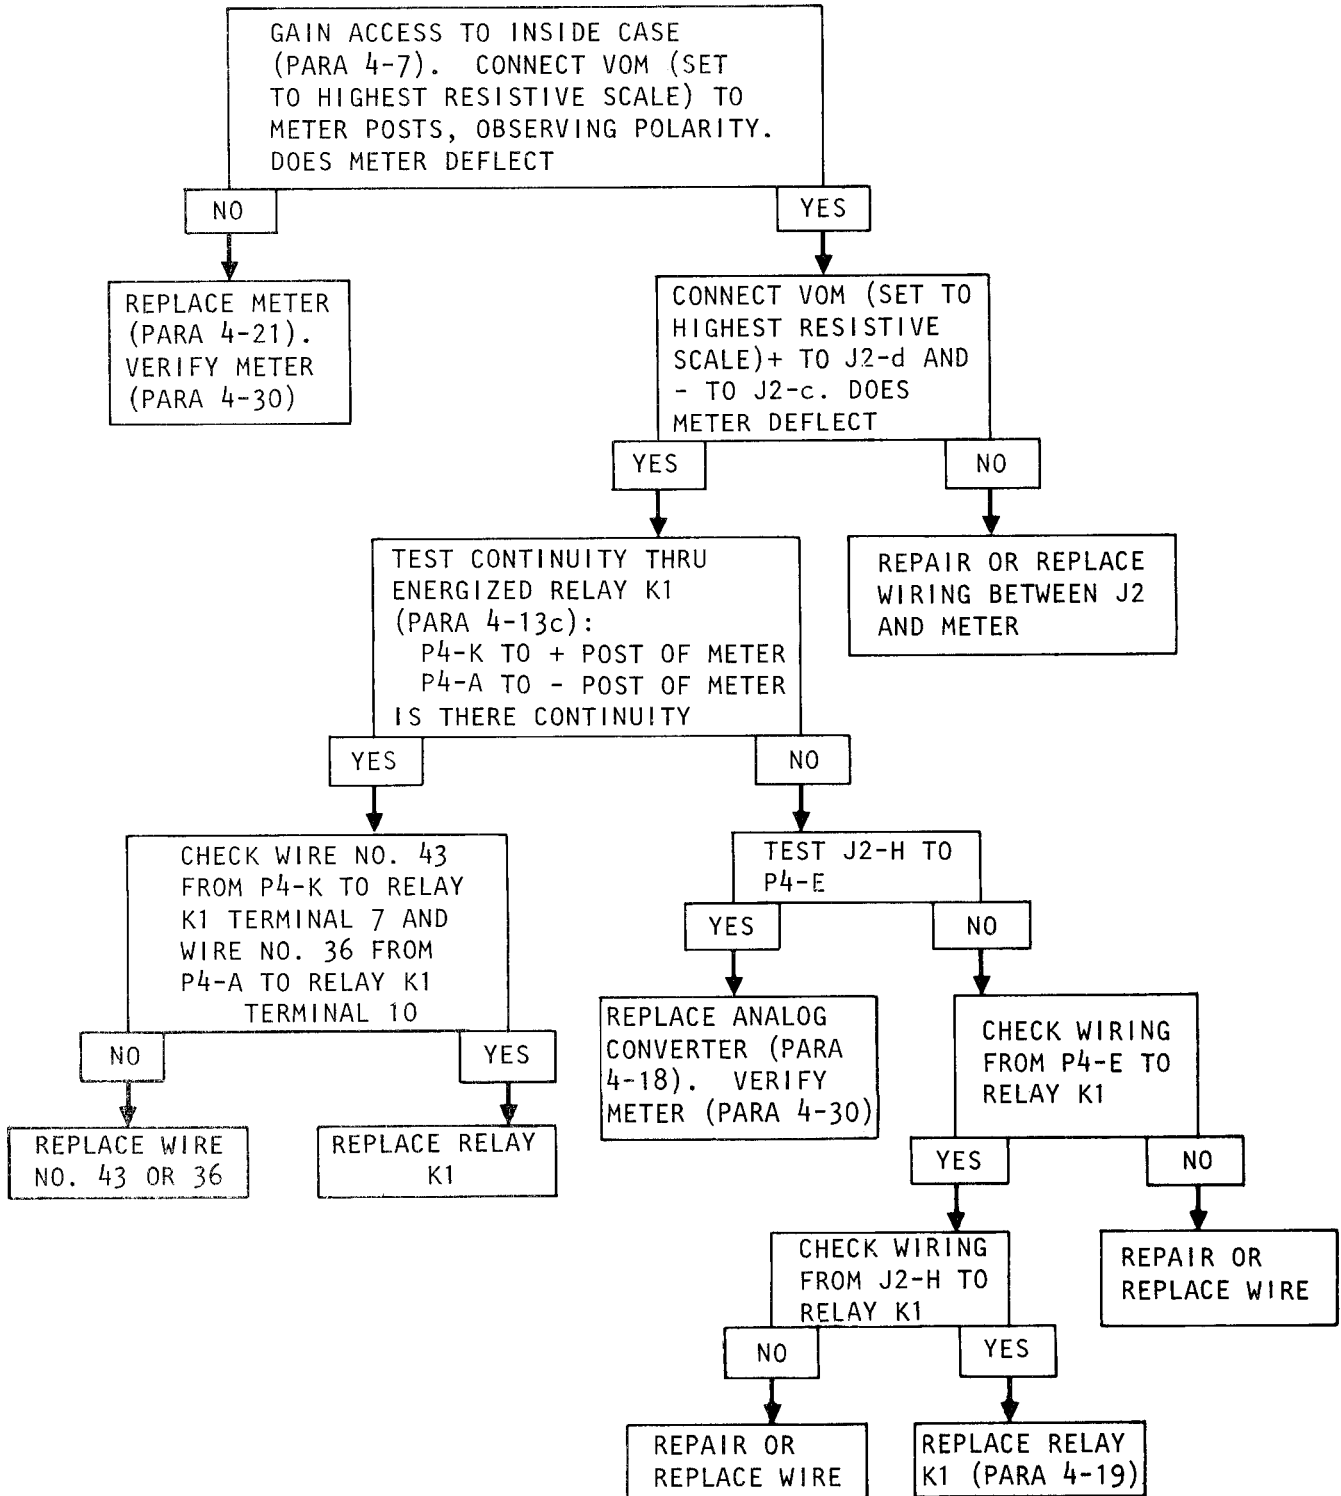 GAIN ACCESS TO INSIDE CASE
(PARA 4-7). CONNECT VOM (SET
TO HIGHEST RESISTIVE SCALE) TO
METER POSTS, OBSERVING POLARITY.
DOES METER DEFLECT
NO
YES
REPLACE METER
(PARA 4-21).
VERIFY METER
(PARA 4-30)
CONNECT VOM (SET TO
HIGHEST RESISTIVE
SCALE)+ TO J2-d AND
- TO J2-c. DOES
METER DEFLECT
YES
NO
TEST CONTINUITY THRU
ENERGIZED RELAY K1
(PARA 4-13c):
P4-K TO + POST OF METER
P4-A TO - POST OF METER
IS THERE CONTINUITY
REPAIR OR REPLACE
WIRING BETWEEN J2
AND METER
YES
NO
CHECK WIRE NO. 43
FROM P4-K TO RELAY
K1 TERMINAL 7 AND
WIRE NO. 36 FROM
P4-A TO RELAY K1
TERMINAL 10
TEST J2-H TO
P4-E
NO
YES
YES
NO
REPLACE WIRE
NO. 43 OR 36
REPLACE RELAY
K1
REPLACE ANALOG
CONVERTER (PARA
4-18). VERIFY
METER (PARA 4-30)
CHECK WIRING
FROM P4-E TO
RELAY K1
YES
NO
CHECK WIRING
FROM J2-H TO
RELAY K1
REPAIR OR
REPLACE WIRE
NO
YES
REPAIR OR
REPLACE WIRE
REPLACE RELAY
K1 (PARA 4-19)